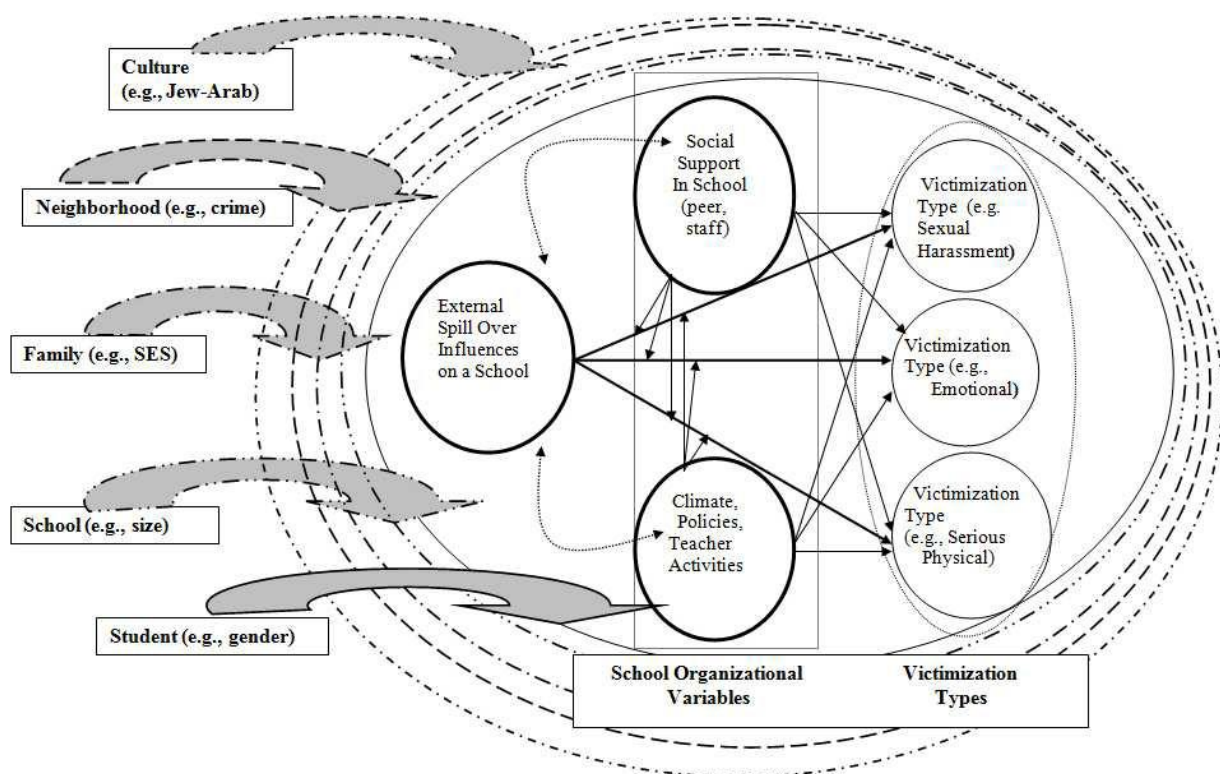 Culture
(e.g., Jew-Arab)
Neighborhood (e.g., crime)
Family (e.g., SES)
School (e.g., size)
Student (e.g., gender)
External
Spill Over
Influences
on a School
Social
Support
In School
(peer,
staff)
Climate,
Policies,
Teacher
Activities
Victimization
Type (e.g.
Sexual
Harassment)
Victimization
Type (e.g.,
Emotional)
Victimization
Type
(e.g., Serious
Physical)
School Organizational
Variables
Victimization
Types